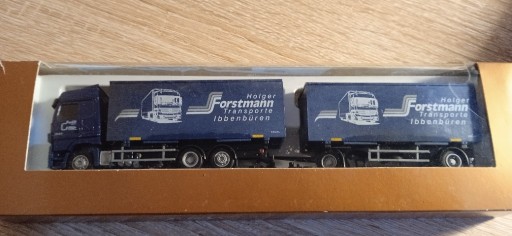 Holger
Forstmann
Transporte
Ibbenbüren
Holger
Forstmann
Transporte
Ibbenbüren